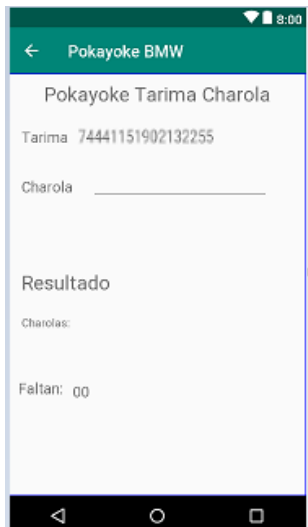 8:00
Pokayoke BMW
Pokayoke Tarima Charola
Tarima 74441151902132255
Charola
Resultado
Charolas:
Faltan: 00